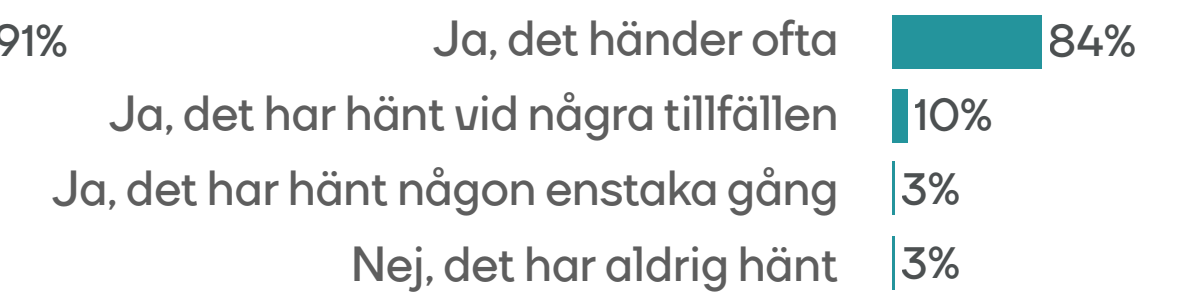 91% Ja, det händer ofta 84%
Ja, det har hänt vid några tillfällen 10%
Ja, det har hänt någon enstaka gång 3%
Nej, det har aldrig hänt 3%